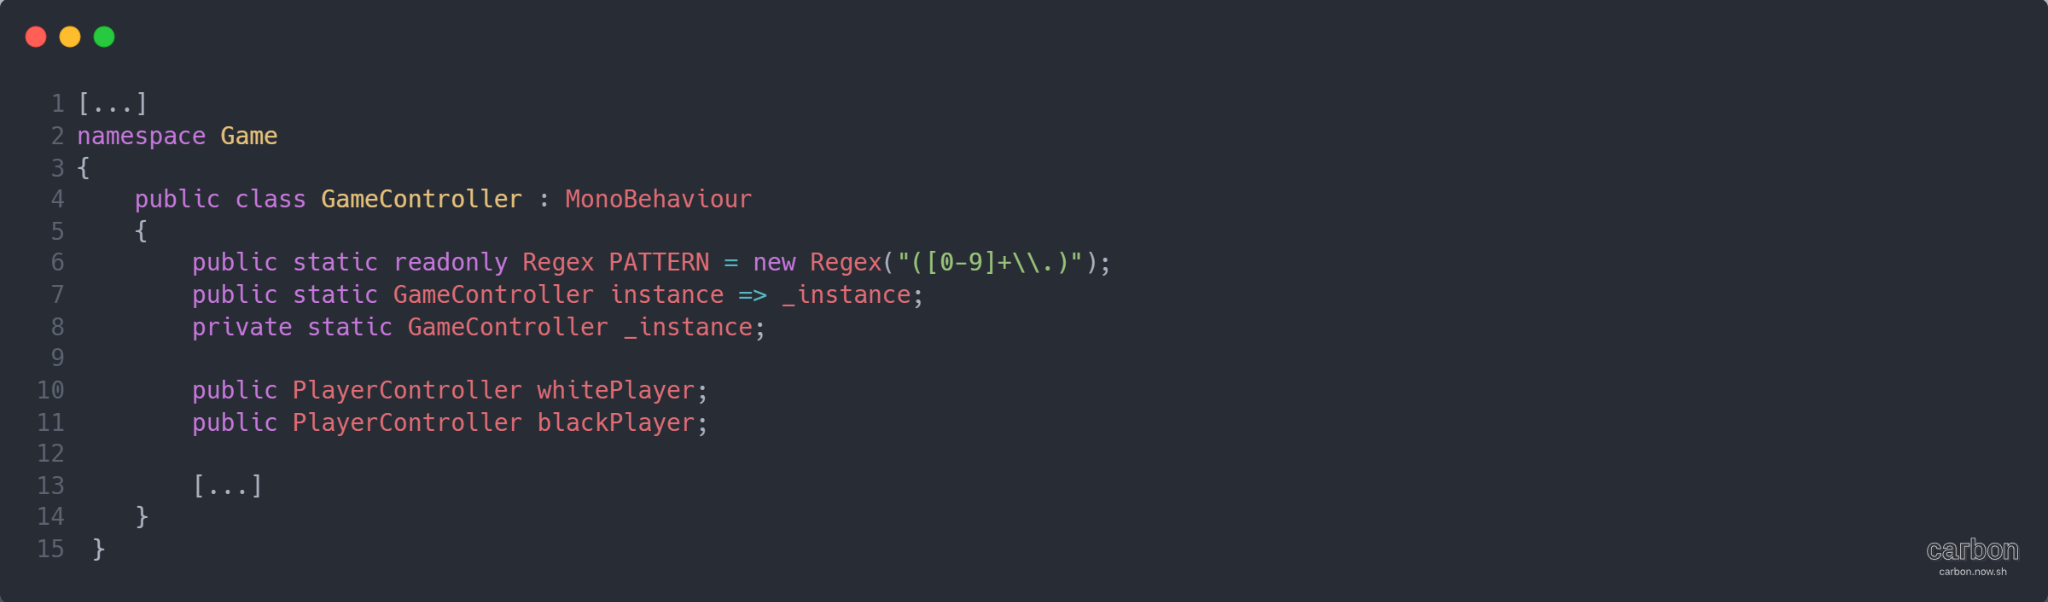 1 [...]
2 namespace Game
3 {
4     public class GameController : MonoBehaviour
5     {
6         public static readonly Regex PATTERN = new Regex("([0-9]+\\.)");
7         public static GameController instance => _instance;
8         private static GameController _instance;
9
10         public PlayerController whitePlayer;
11         public PlayerController blackPlayer;
12
13         [...]
14     }
15  }
carbon
carbon.now.sh